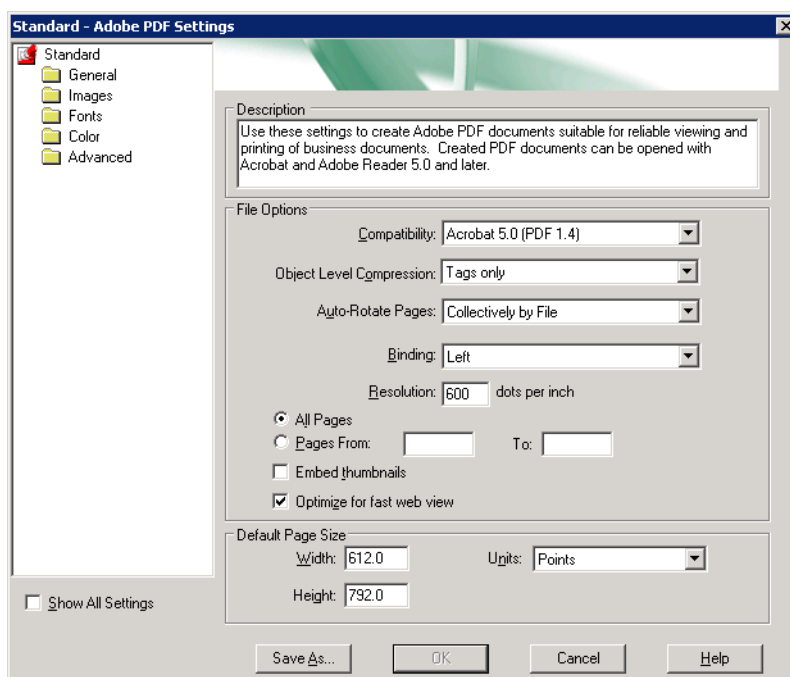 Standard - Adobe PDF Settings
Standard
General
Images
Fonts
Color
Advanced
Show All Settings
Description
Use these settings to create Adobe PDF documents suitable for reliable viewing and
printing of business documents.  Created PDF documents can be opened with
Acrobat and Adobe Reader 5.0 and later.
File Options
Compatibility: Acrobat 5.0 (PDF 1.4)
Object Level Compression: Tags only
Auto-Rotate Pages: Collectively by File
Binding: Left
Resolution: 600 dots per inch
All Pages
Pages From: To:
Embed thumbnails
Optimize for fast web view
Default Page Size
Width: 612.0 Units: Points
Height: 792.0
Save As... OK Cancel Help